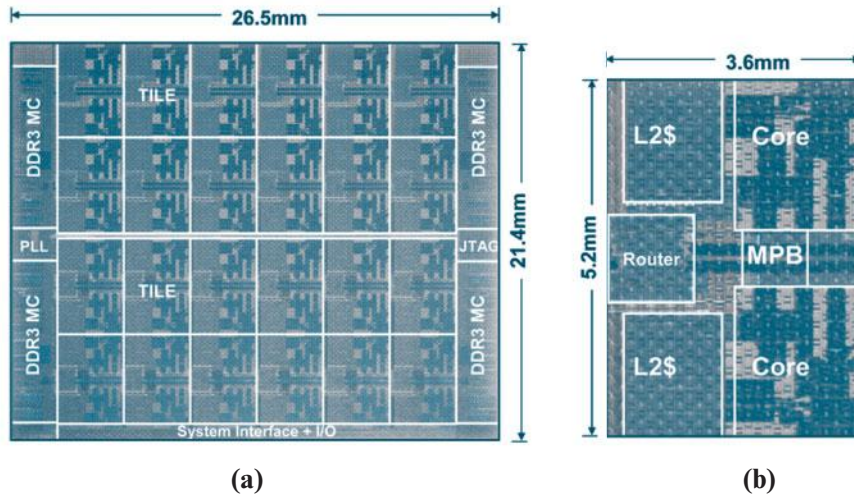 26.5mm
DDR3 MC
TILE
DDR3 MC
PLL
JTAG
21.4mm
DDR3 MC
TILE
DDR3 MC
System Interface + I/O
(a)
3.6mm
L2$
Core
Router
MPB
5.2mm
L2$
Core
(b)